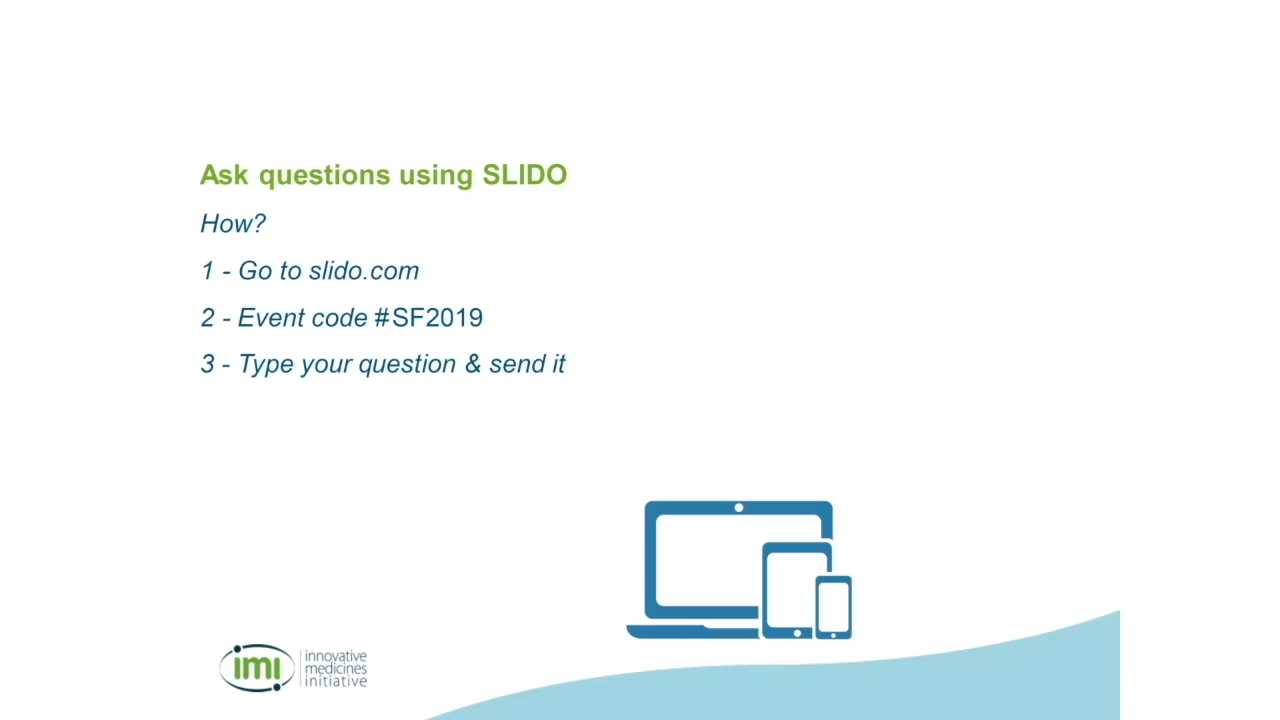 Ask questions using SLIDO
How?
1 - Go to slido.com
2 - Event code #SF2019
3 - Type your question & send it
imi
innovative
medicines
initiative